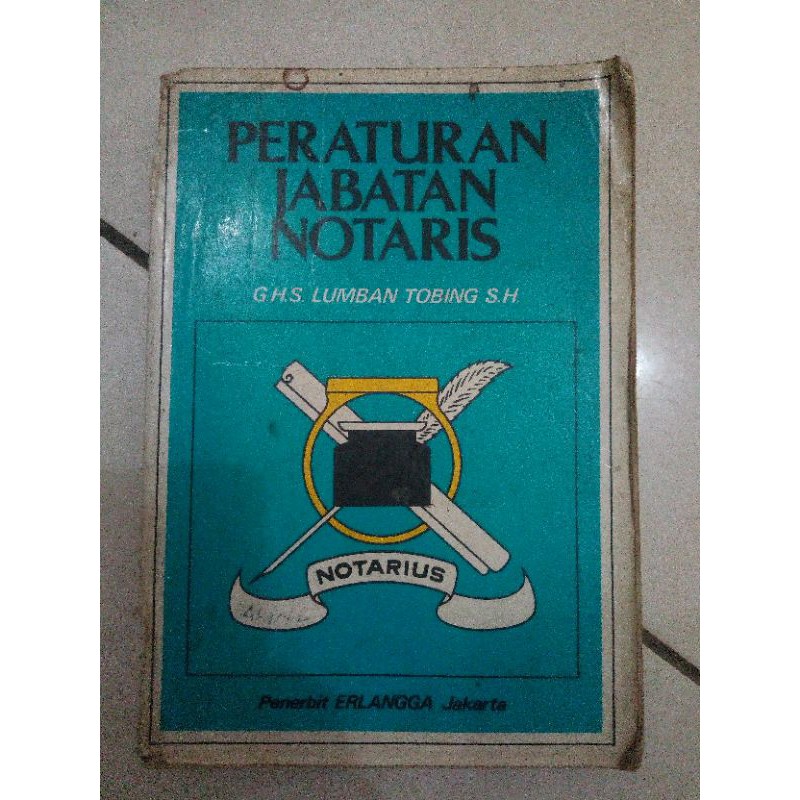 PERATURAN
JABATAN
NOTARIS
G.H.S. LUMBAN TOBING S.H.
NOTARIUS
Penerbit ERLANGGA Jakarta